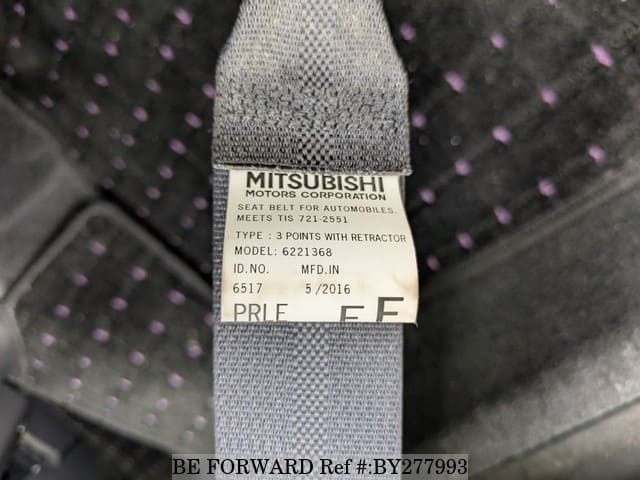 MITSUBISHI
MOTORS CORPORATION
SEAT BELT FOR AUTOMOBILES.
MEETS TIS 721-2551
TYPE : 3 POINTS WITH RETRACTOR
MODEL: 6221368
ID.NO. MFD.IN
6517 5/2016
PRLE E F
BE FORWARD Ref #:BY277993